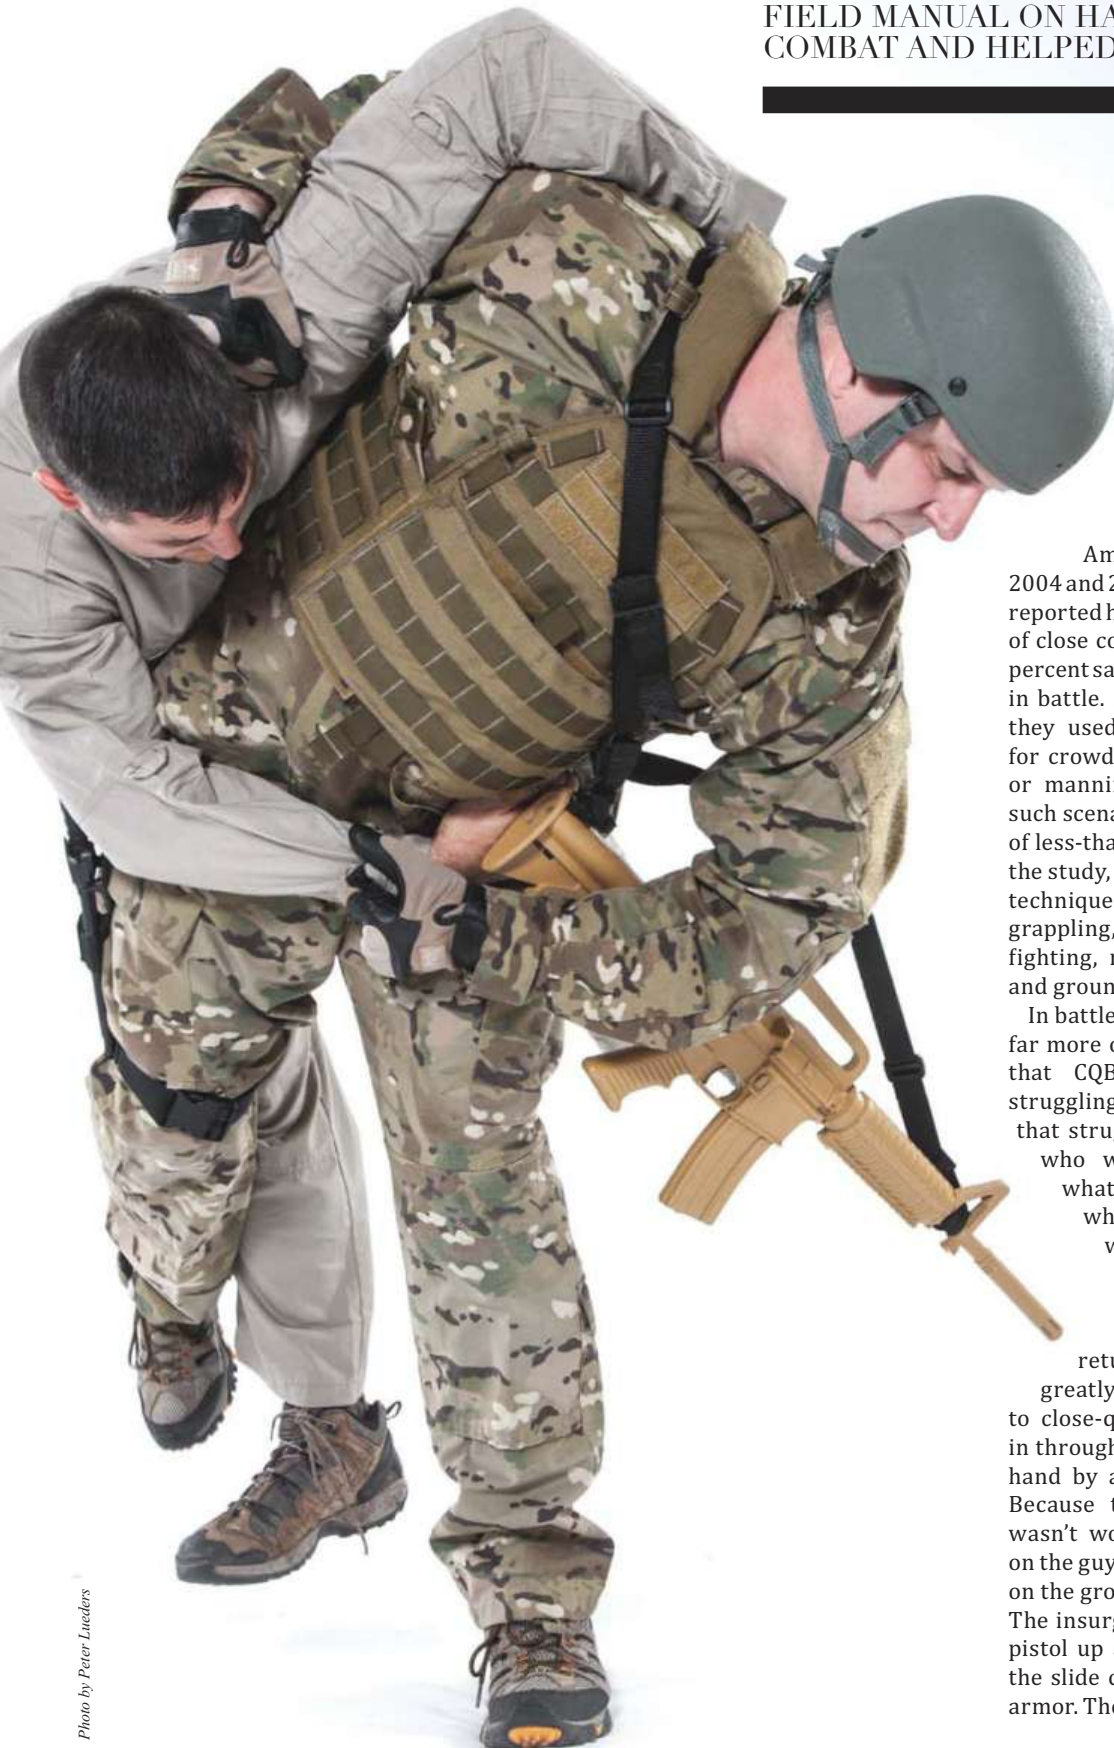 FIELD MANUAL ON
COMBAT AND HELPED
Am
2004 and 2
reported h
of close co
percent sa
in battle.
they used
for crowd
or manni
such scena
of less-tha
the study,
technique
grappling,
fighting, r
and groun
In battle
far more c
that CQB
struggling
that stru
who w
what
wh
w
retu
greatly
to close-q
in through
hand by a
Because t
wasn't wo
on the guy
on the gro
The insurg
pistol up
the slide o
armor. The
Photo by Peter Lueders